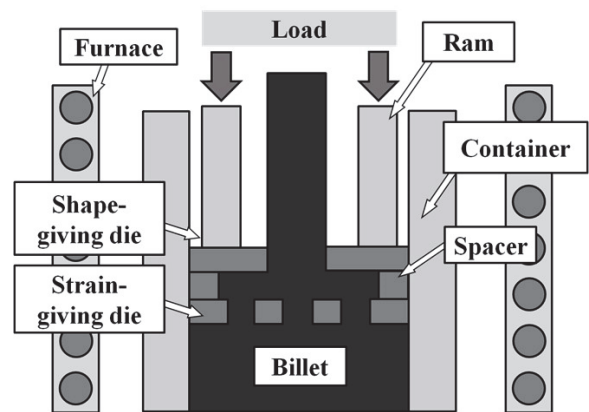 Load
Furnace
Ram
Container
Shape-
giving die
Spacer
Strain-
giving die
Billet